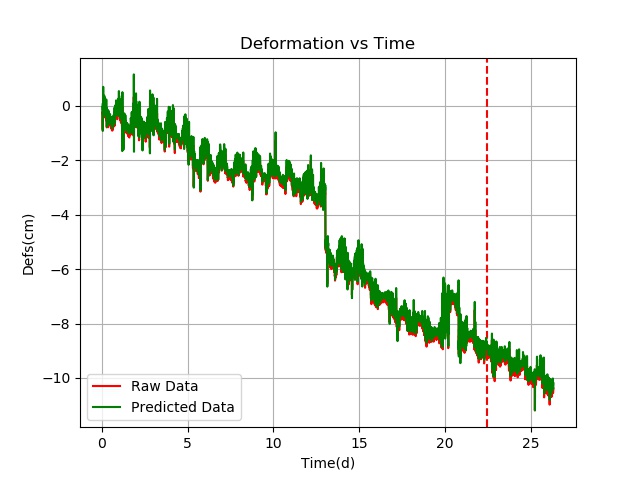 Deformation vs Time
Defs(cm)
0
−2
−4
−6
−8
−10
Raw Data
Predicted Data
0 5 10 15 20 25
Time(d)